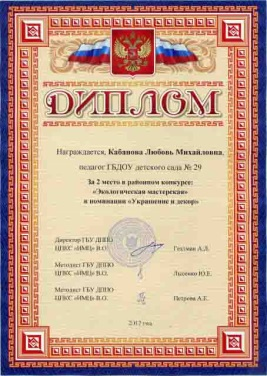 ДИПЛОМ
Награждается, Кабанова Любовь Михайловна,
педагог ГБДОУ детского сада № 29
За 2 место в районном конкурсе:
«Экологическая мастерская»
в номинации «Украшение и декор»
Директор ГБУ ДППО
ЦПКС «ИМЦ» В.О. Гостман А.Л.
Методист ГБУ ДППО
ЦПКС «ИМЦ» В.О. Лаценко Ю.Е.
Методист ГБУ ДППО
ЦПКС «ИМЦ» В.О. Петрова А.Е.
2017 год